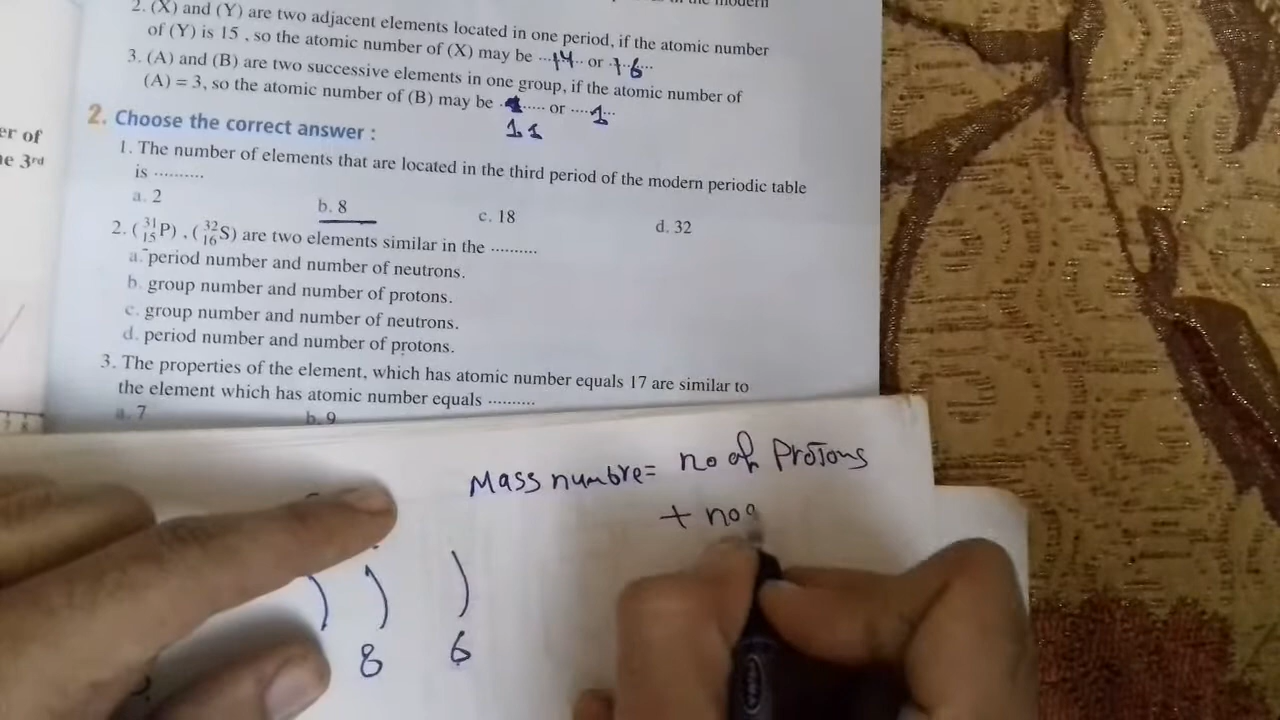 2. (X) and (Y) are two adjacent elements located in one period, if the atomic number
of (Y) is 15 , so the atomic number of (X) may be ...14.. or 16...
3. (A) and (B) are two successive elements in one group, if the atomic number of
(A) = 3, so the atomic number of (B) may be ........ or ....1...
11
er of
he 3rd
2. Choose the correct answer :
1. The number of elements that are located in the third period of the modern periodic table
is ..........
a. 2 b. 8 c. 18 d. 32
2. (³¹₁₅P) , (³²₁₆S) are two elements similar in the ..........
a. period number and number of neutrons.
b. group number and number of protons.
c. group number and number of neutrons.
d. period number and number of protons.
3. The properties of the element, which has atomic number equals 17 are similar to
the element which has atomic number equals ..........
a. 7 b. 9
Mass numbre= no of Protons
+ no
8 6